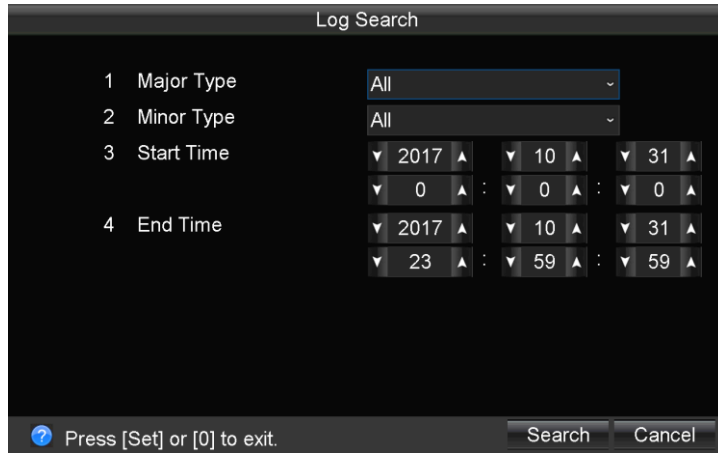 Log Search
1 Major Type All
2 Minor Type All
3 Start Time 2017 10 31
0 : 0 : 0
4 End Time 2017 10 31
23 : 59 : 59
? Press [Set] or [0] to exit. Search Cancel